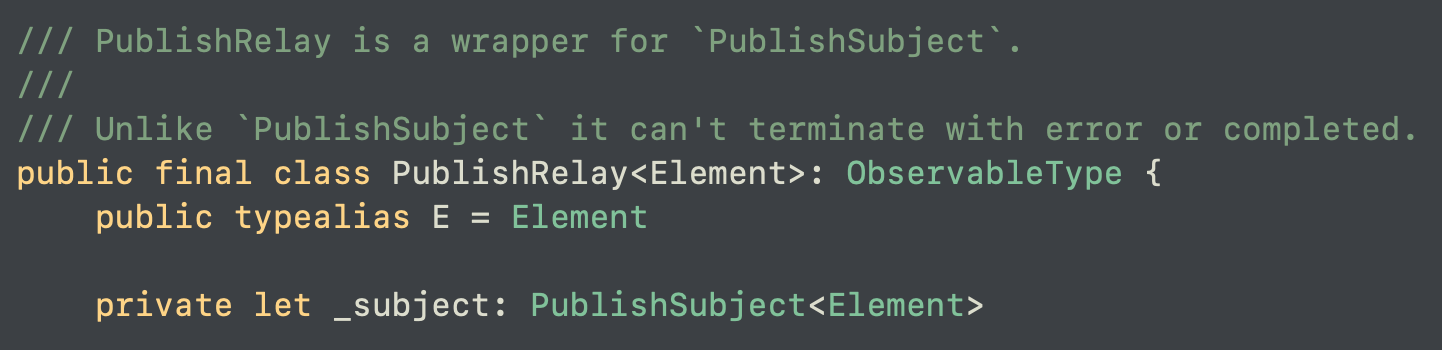 /// PublishRelay is a wrapper for `PublishSubject`.
///
/// Unlike `PublishSubject` it can't terminate with error or completed.
public final class PublishRelay<Element>: ObservableType {
    public typealias E = Element

    private let _subject: PublishSubject<Element>